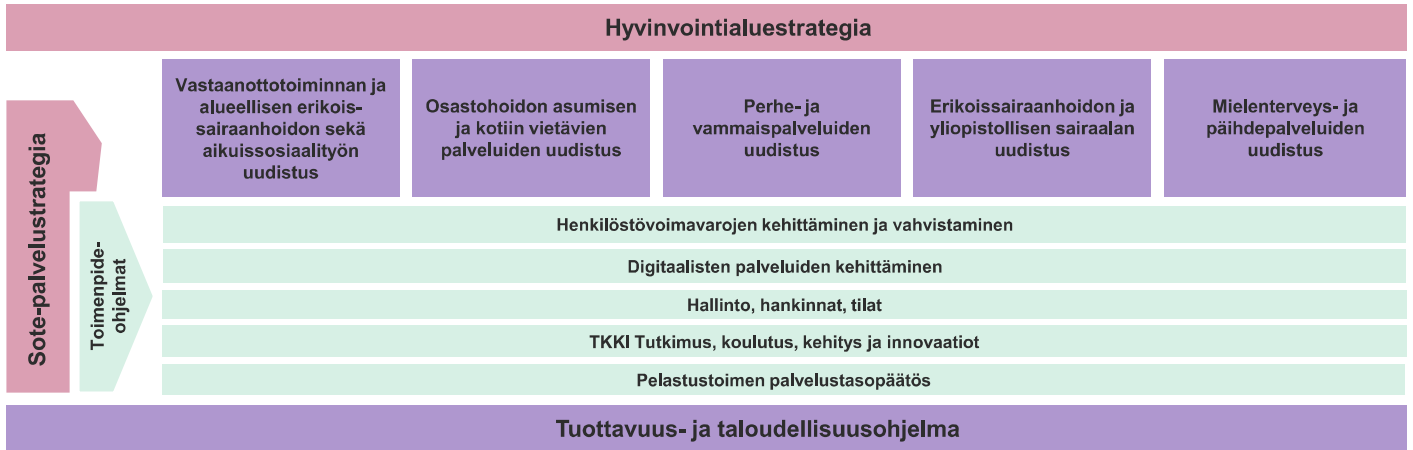 Hyvinvointialuestrategia
Sote-palvelustrategia
Vastaanottotoiminnan ja
alueellisen erikois-
sairaanhoidon sekä
aikuissosiaalityön
uudistus
Osastohoidon asumisen
ja kotiin vietävien
palveluiden uudistus
Perhe- ja
vammaispalveluiden
uudistus
Erikoissairaanhoidon ja
yliopistollisen sairaalan
uudistus
Mielenterveys- ja
päihdepalveluiden
uudistus
Toimenpide-
ohjelmat
Henkilöstövoimavarojen kehittäminen ja vahvistaminen
Digitaalisten palveluiden kehittäminen
Hallinto, hankinnat, tilat
TKKI Tutkimus, koulutus, kehitys ja innovaatiot
Pelastustoimen palvelustasopäätös
Tuottavuus- ja taloudellisuusohjelma